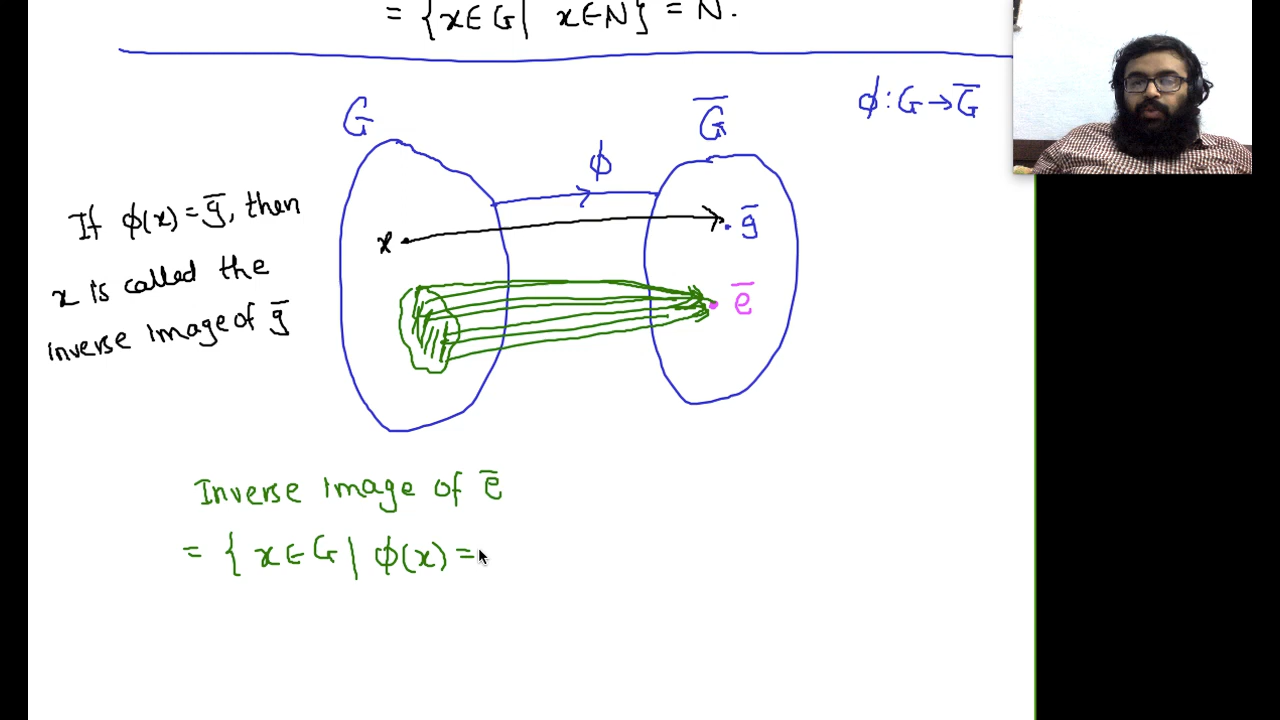 = {x∈G| x∈N} = N.
G
G̅
ϕ : G → G̅
ϕ
If ϕ(x) = g̅, then
x is called the
inverse image of g̅
x
g̅
e̅
Inverse image of e̅
= { x∈G | ϕ(x) =